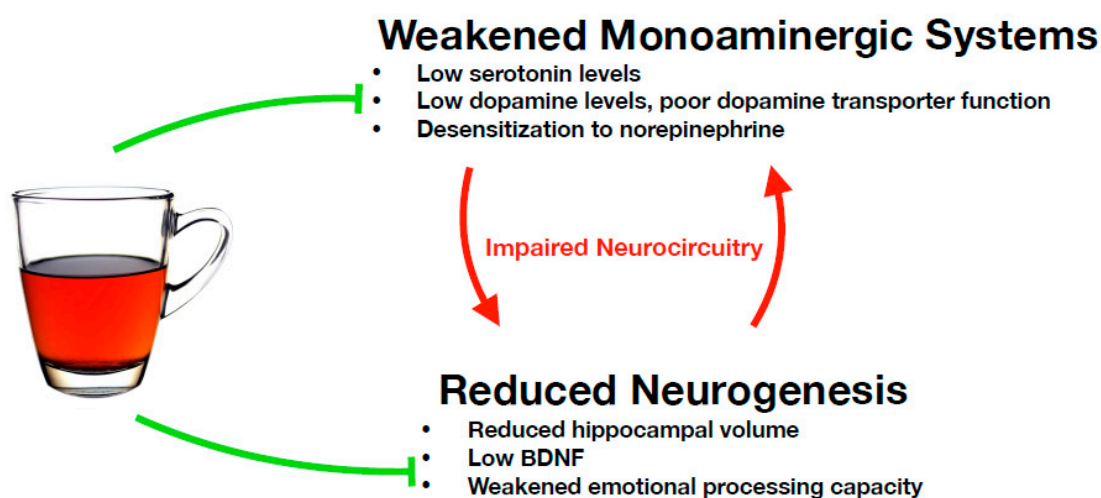 Weakened Monoaminergic Systems
• Low serotonin levels
• Low dopamine levels, poor dopamine transporter function
• Desensitization to norepinephrine
Impaired Neurocircuitry
Reduced Neurogenesis
• Reduced hippocampal volume
• Low BDNF
• Weakened emotional processing capacity